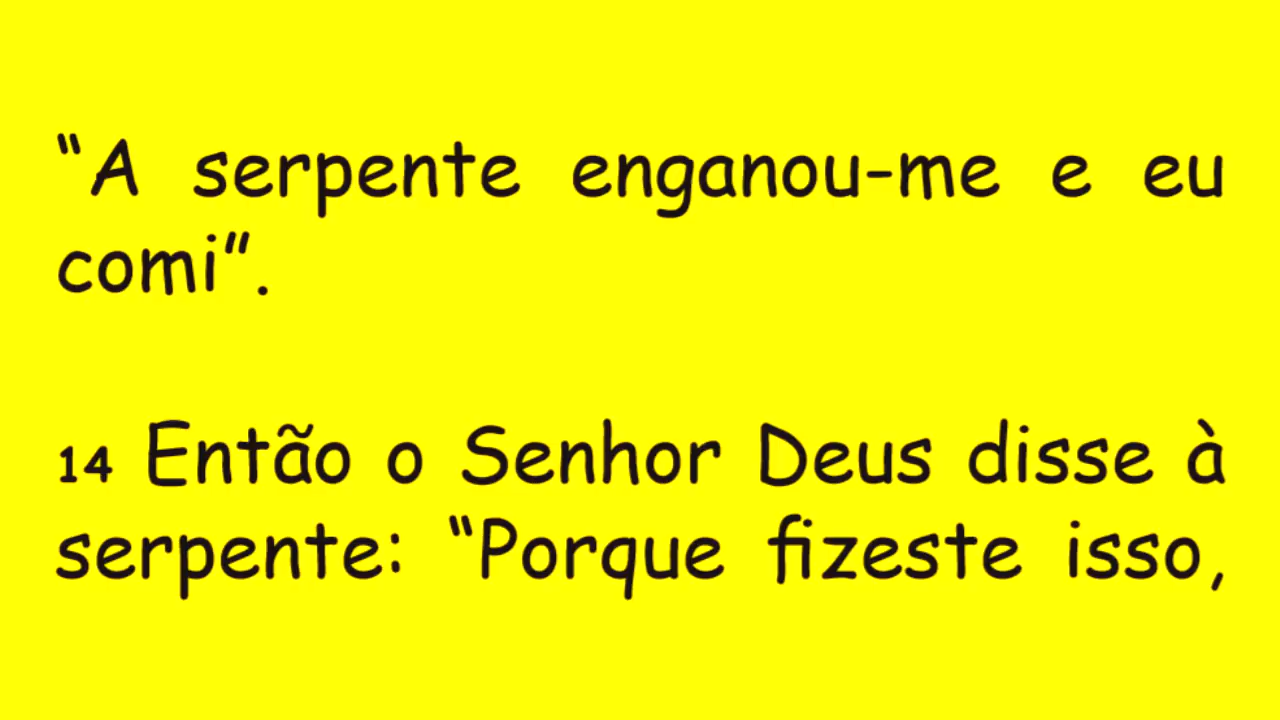 “A serpente enganou-me e eu
comi”.
14 Então o Senhor Deus disse à
serpente: “Porque fizeste isso,